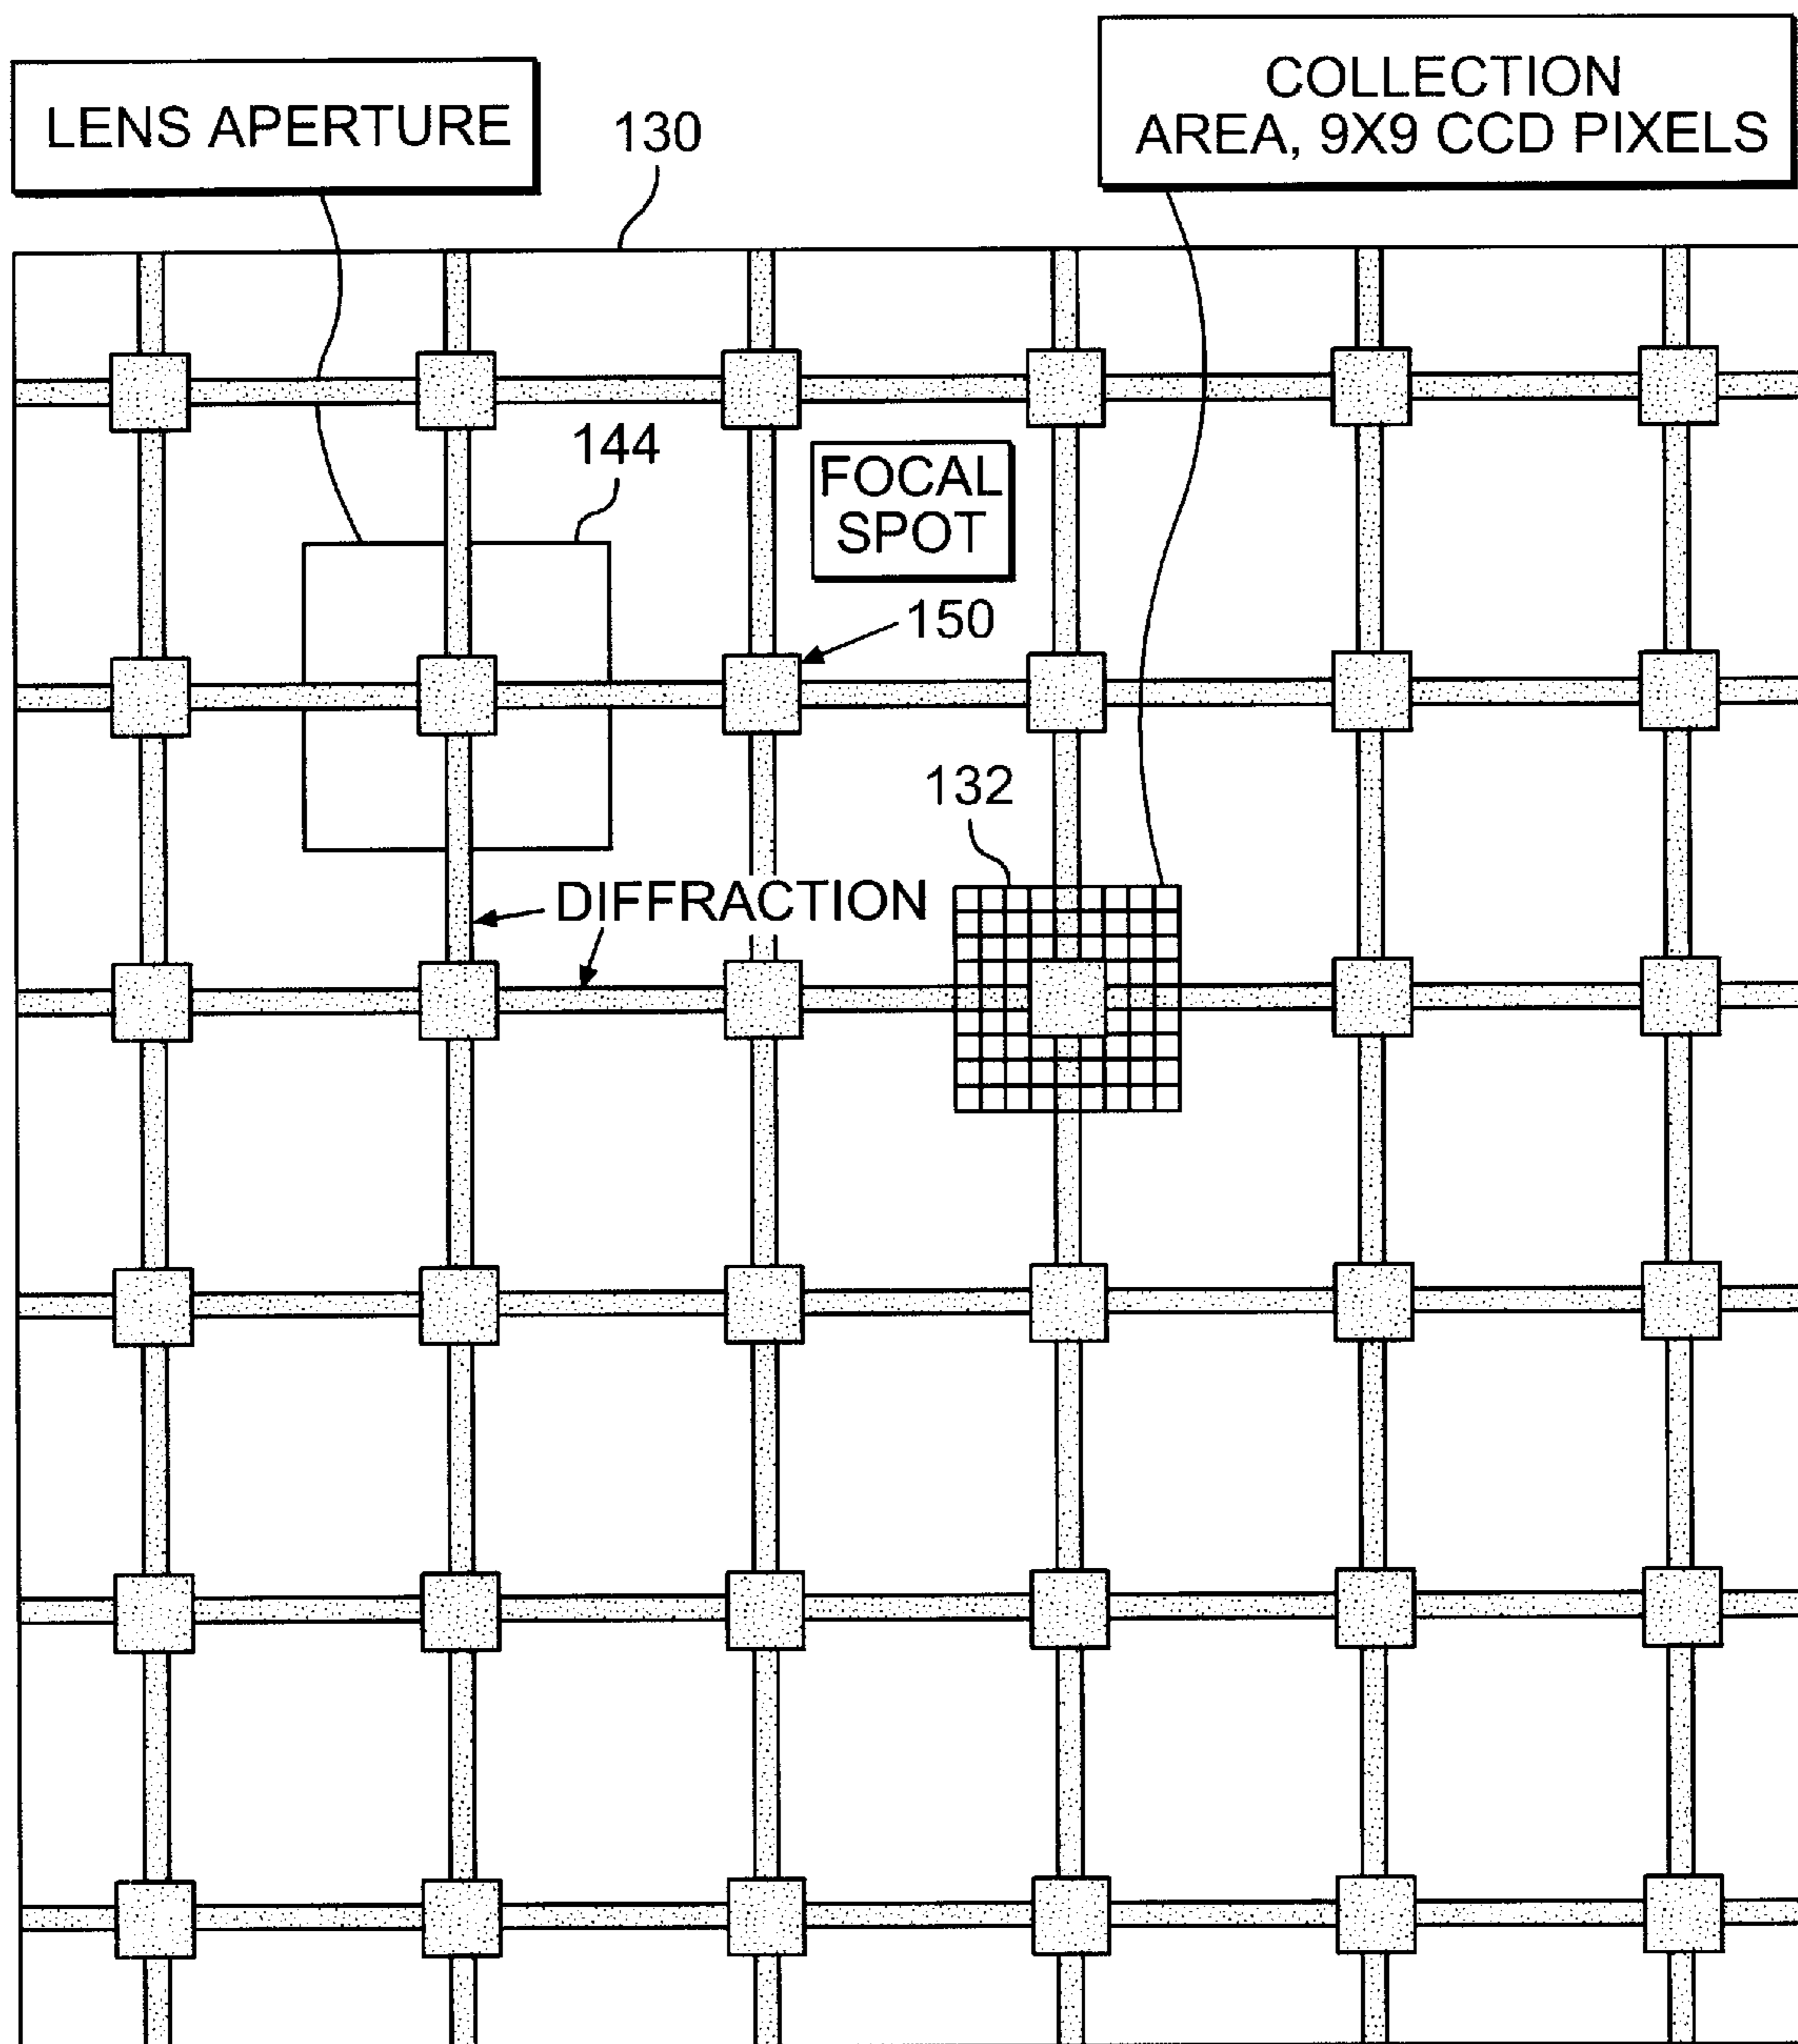 LENS APERTURE
130
COLLECTION
AREA, 9X9 CCD PIXELS
144
FOCAL
SPOT
150
132
DIFFRACTION